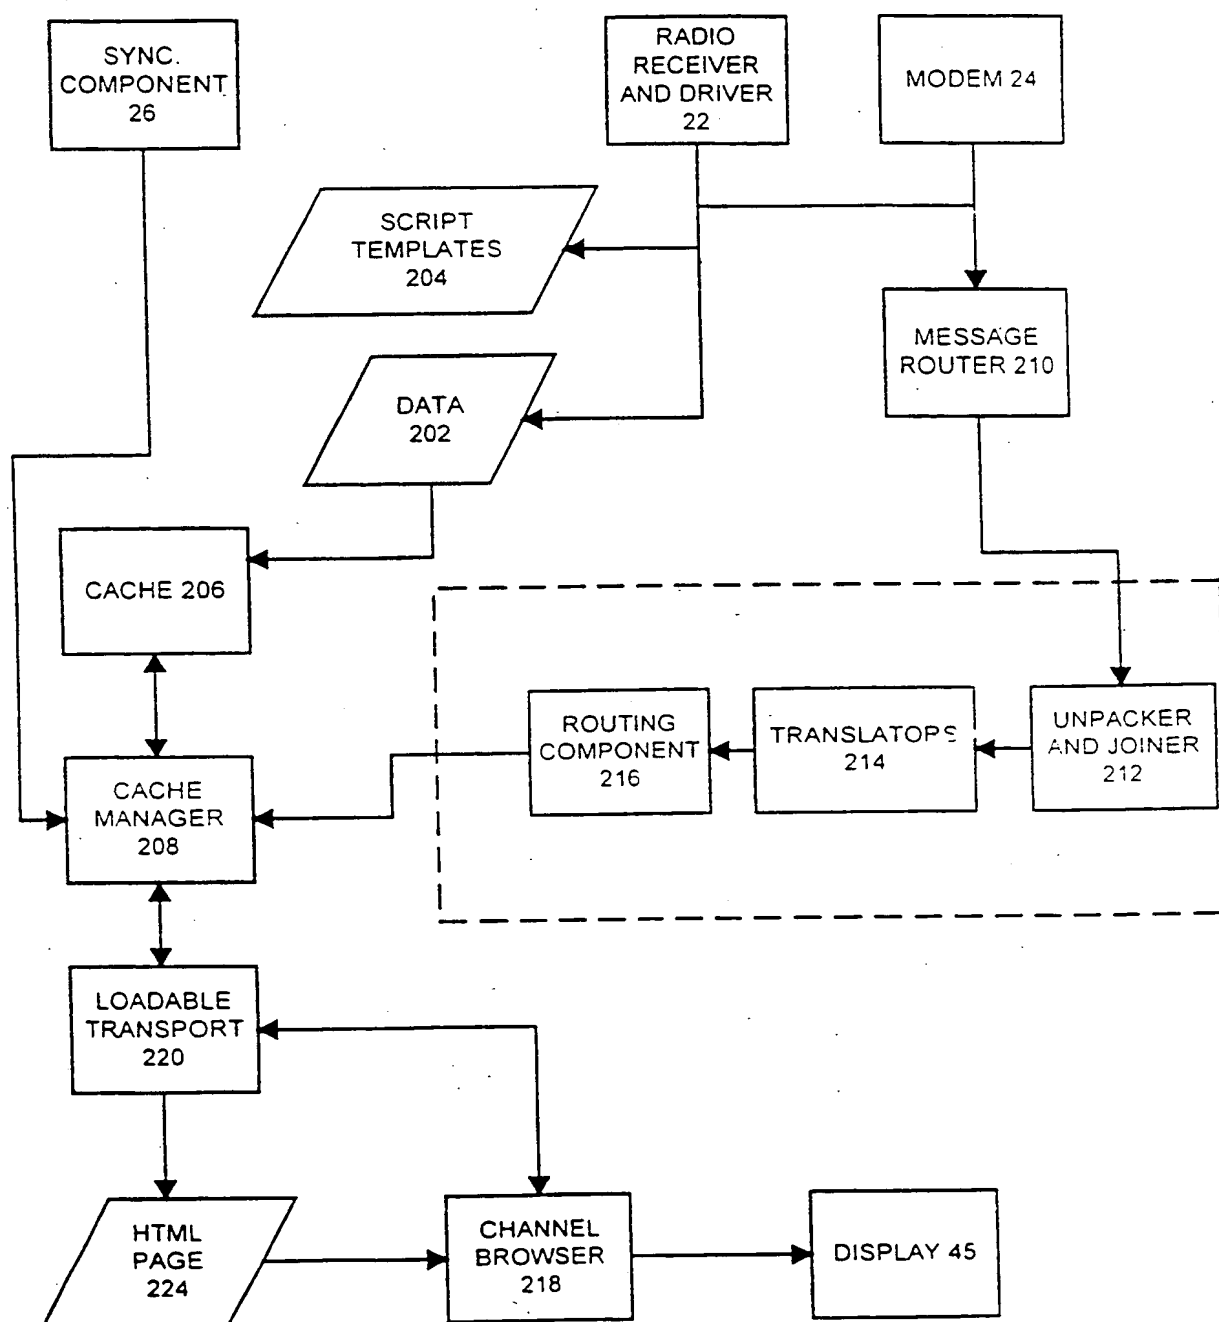 SYNC.
COMPONENT
26
RADIO
RECEIVER
AND DRIVER
22
MODEM 24
SCRIPT
TEMPLATES
204
MESSAGE
ROUTER 210
DATA
202
CACHE 206
ROUTING
COMPONENT
216
TRANSLATOPS
214
UNPACKER
AND JOINER
212
CACHE
MANAGER
208
LOADABLE
TRANSPORT
220
HTML
PAGE
224
CHANNEL
BROWSER
218
DISPLAY 45